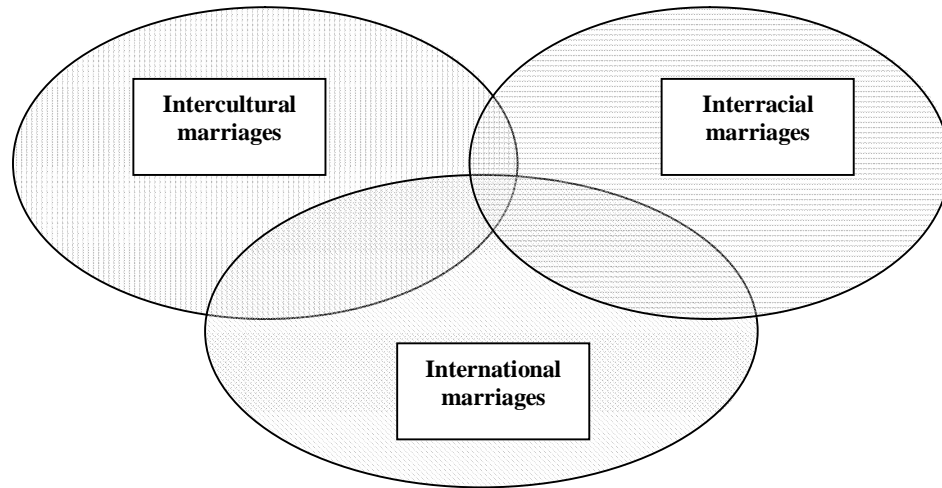 Intercultural
marriages
Interracial
marriages
International
marriages